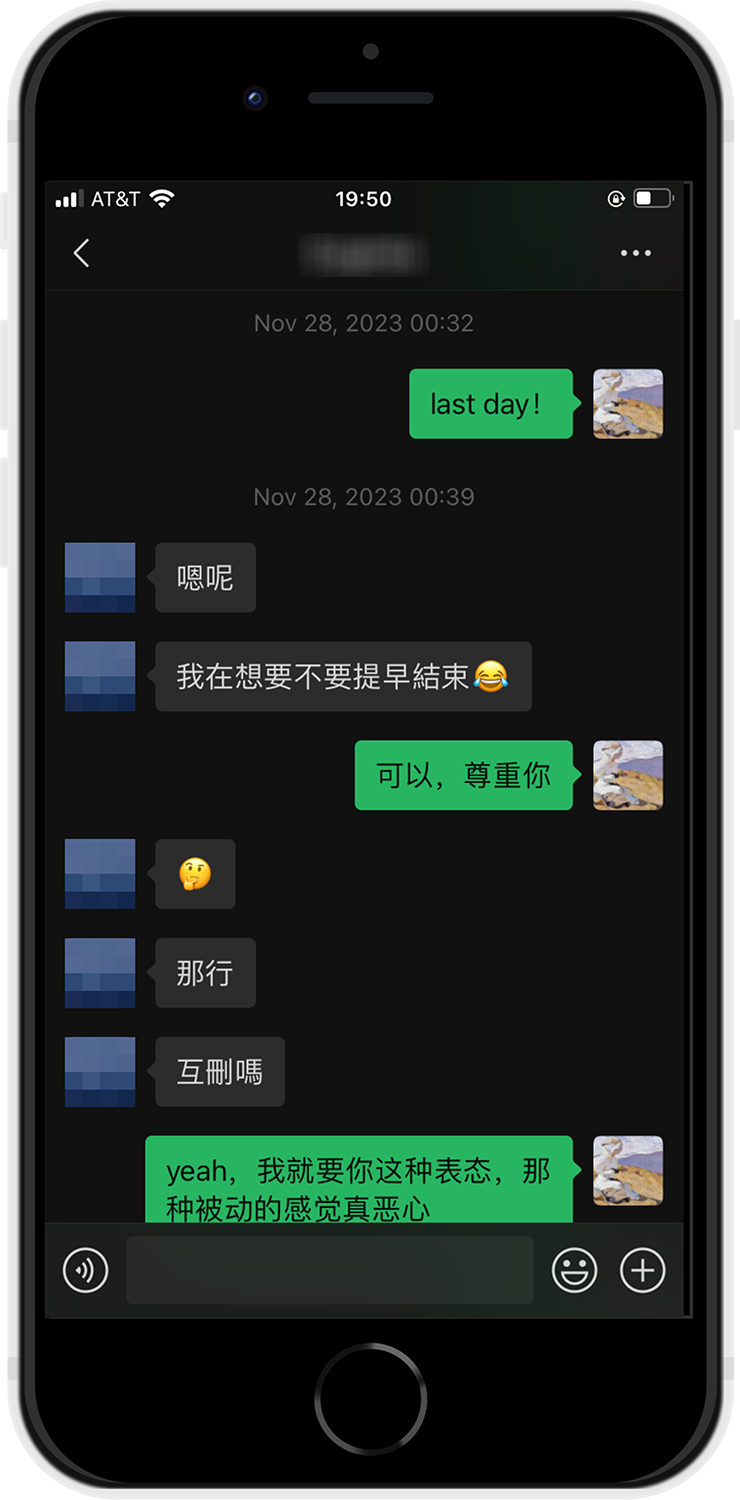 AT&T 19:50
Nov 28, 2023 00:32
last day!
Nov 28, 2023 00:39
嗯呢
我在想要不要提早結束😂
可以，尊重你
🤔
那行
互刪嗎
yeah，我就要你这种表态，那
种被动的感觉真恶心